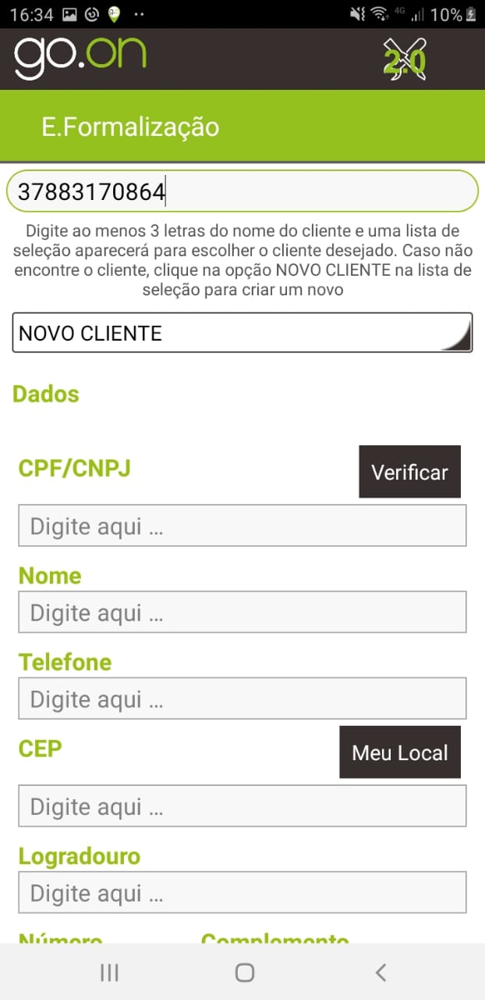 16:34 4G 10%
go.on 2.0
E.Formalização
37883170864
Digite ao menos 3 letras do nome do cliente e uma lista de
seleção aparecerá para escolher o cliente desejado. Caso não
encontre o cliente, clique na opção NOVO CLIENTE na lista de
seleção para criar um novo
NOVO CLIENTE
Dados
CPF/CNPJ Verificar
Digite aqui ...
Nome
Digite aqui ...
Telefone
Digite aqui ...
CEP Meu Local
Digite aqui ...
Logradouro
Digite aqui ...
Número Complemento